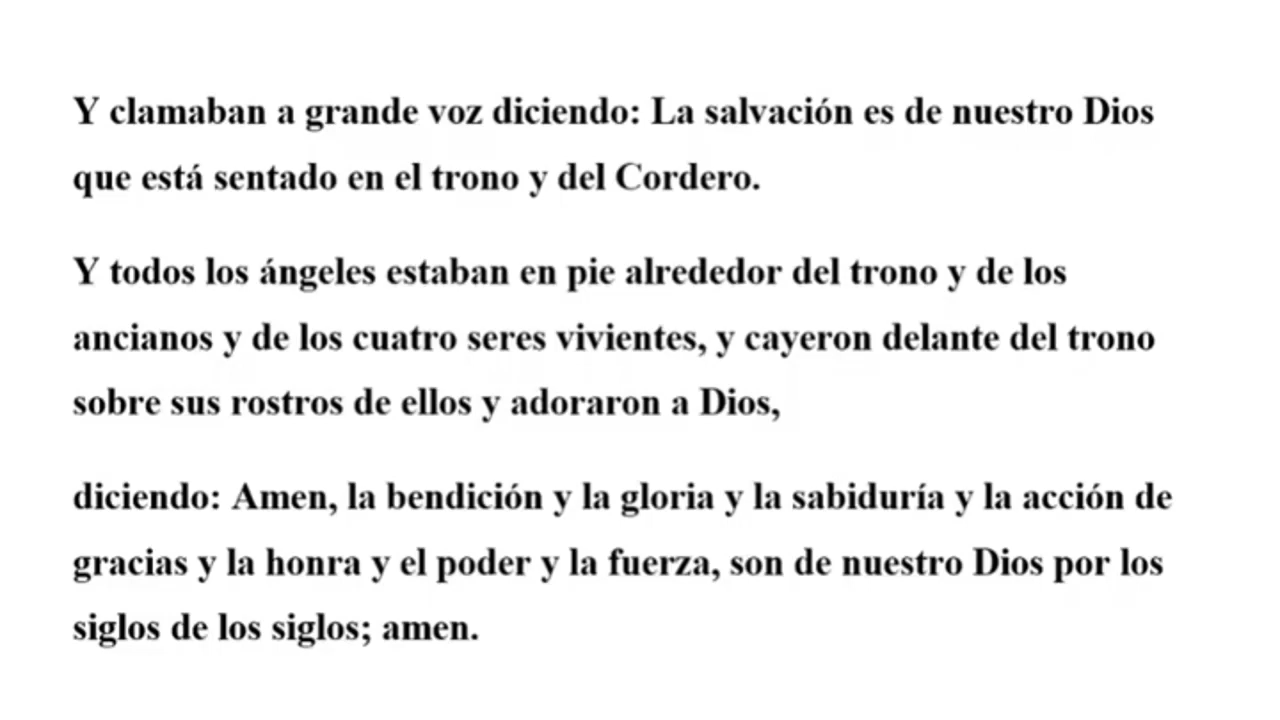 Y clamaban a grande voz diciendo: La salvación es de nuestro Dios
que está sentado en el trono y del Cordero.
Y todos los ángeles estaban en pie alrededor del trono y de los
ancianos y de los cuatro seres vivientes, y cayeron delante del trono
sobre sus rostros de ellos y adoraron a Dios,
diciendo: Amen, la bendición y la gloria y la sabiduría y la acción de
gracias y la honra y el poder y la fuerza, son de nuestro Dios por los
siglos de los siglos; amen.